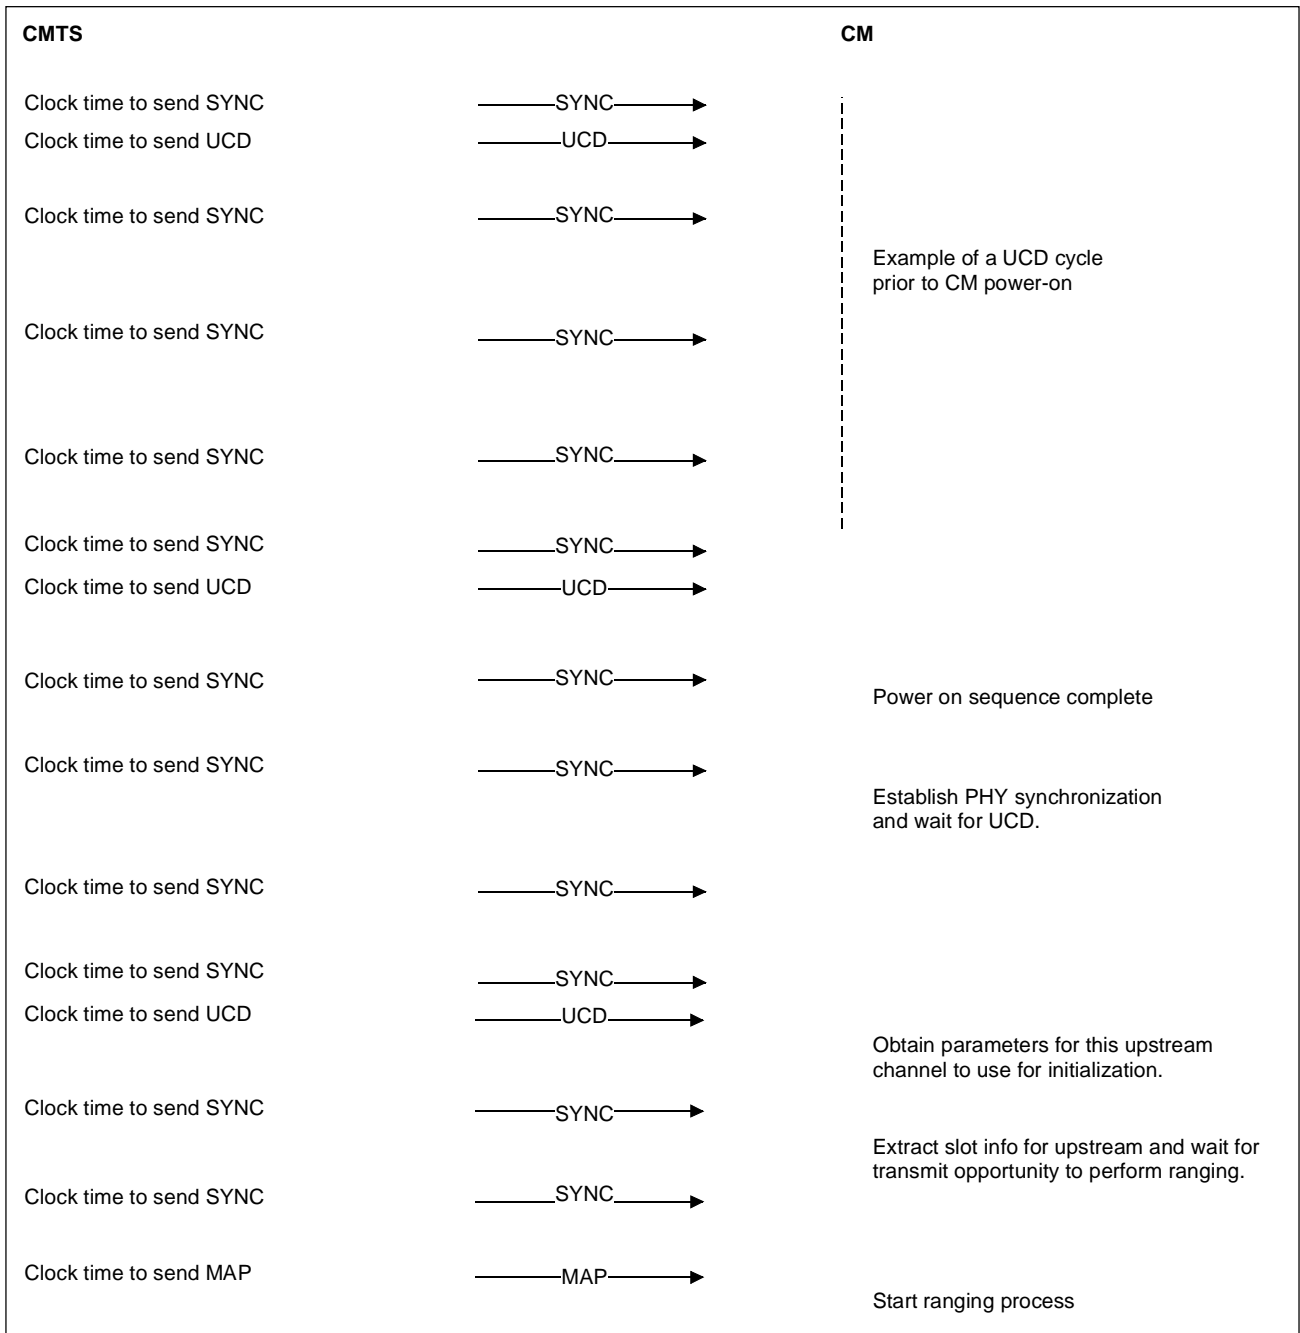 CMTS CM
Clock time to send SYNC SYNC
Clock time to send UCD UCD
Clock time to send SYNC SYNC
Example of a UCD cycle
prior to CM power-on
Clock time to send SYNC SYNC
Clock time to send SYNC SYNC
Clock time to send SYNC SYNC
Clock time to send UCD UCD
Clock time to send SYNC SYNC
Power on sequence complete
Clock time to send SYNC SYNC
Establish PHY synchronization
and wait for UCD.
Clock time to send SYNC SYNC
Clock time to send SYNC SYNC
Clock time to send UCD UCD
Obtain parameters for this upstream
channel to use for initialization.
Clock time to send SYNC SYNC
Extract slot info for upstream and wait for
transmit opportunity to perform ranging.
Clock time to send SYNC SYNC
Clock time to send MAP MAP
Start ranging process